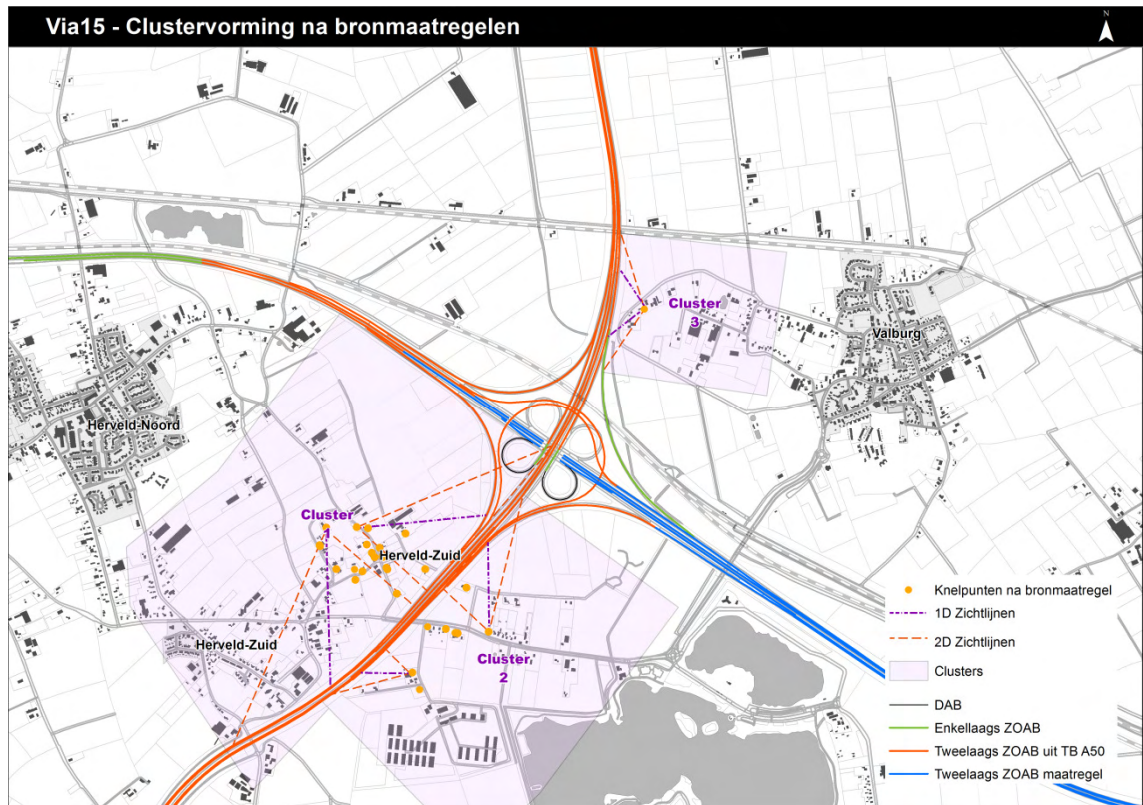 Via15 - Clustervorming na bronmaatregelen
N
Cluster
3
Valburg
Herveld-Noord
Cluster
1
Herveld-Zuid
Herveld-Zuid
Cluster
2
Knelpunten na bronmaatregel
1D Zichtlijnen
2D Zichtlijnen
Clusters
DAB
Enkellaags ZOAB
Tweelaags ZOAB uit TB A50
Tweelaags ZOAB maatregel